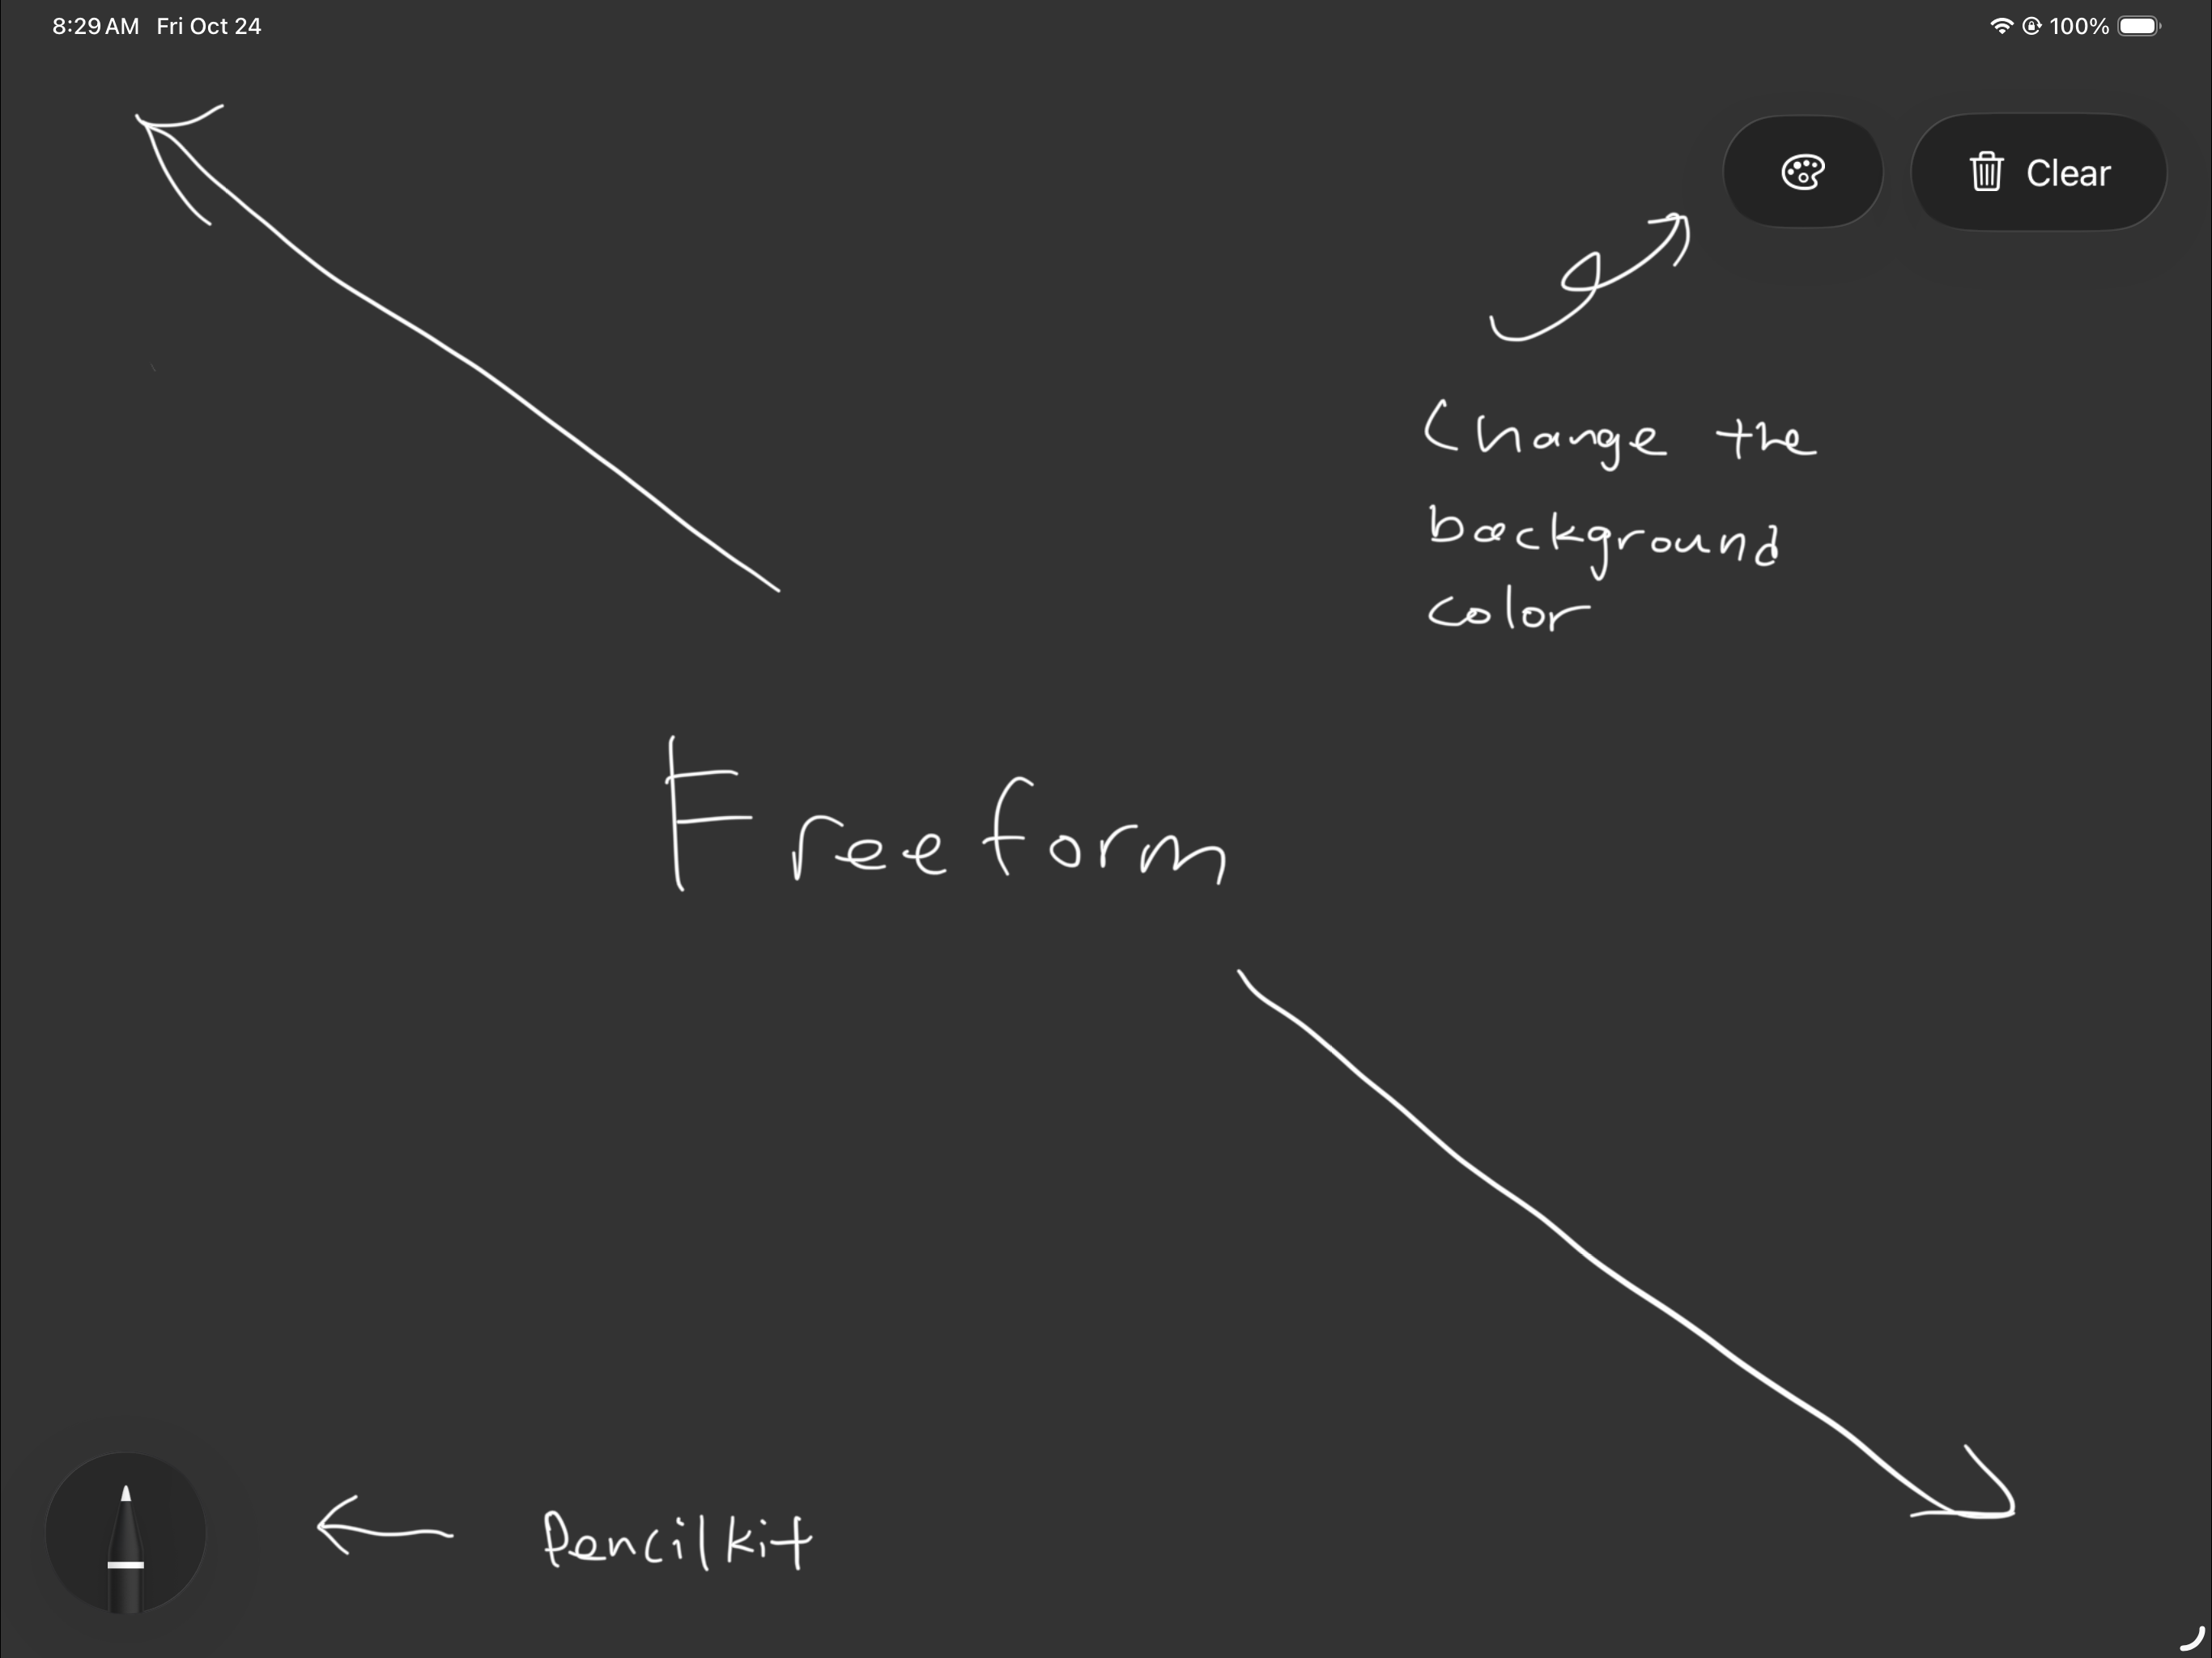 8:29 AM Fri Oct 24
100%
Clear
Change the
background
color
Freeform
Pencilkit